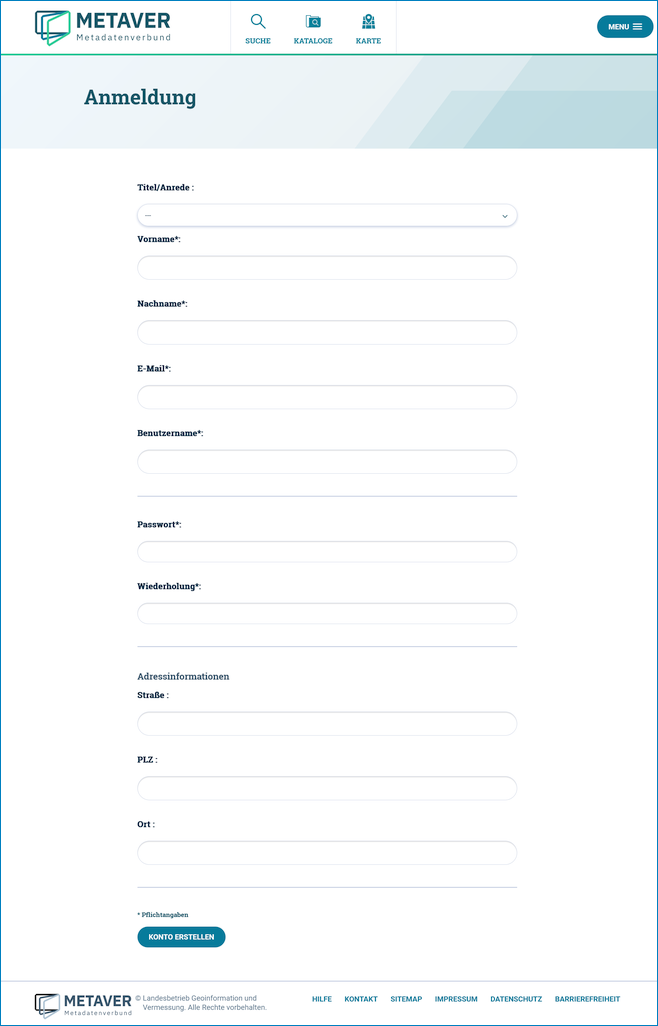 METAVER
Metadatenverbund
SUCHE
KATALOGE
KARTE
MENU
Anmeldung
Titel/Anrede :
--
Vorname*:
Nachname*:
E-Mail*:
Benutzername*:
Passwort*:
Wiederholung*:
Adressinformationen
Straße :
PLZ :
Ort :
* Pflichtangaben
KONTO ERSTELLEN
METAVER
Metadatenverbund
© Landesbetrieb Geoinformation und
Vermessung. Alle Rechte vorbehalten.
HILFE KONTAKT SITEMAP IMPRESSUM DATENSCHUTZ BARRIEREFREIHEIT